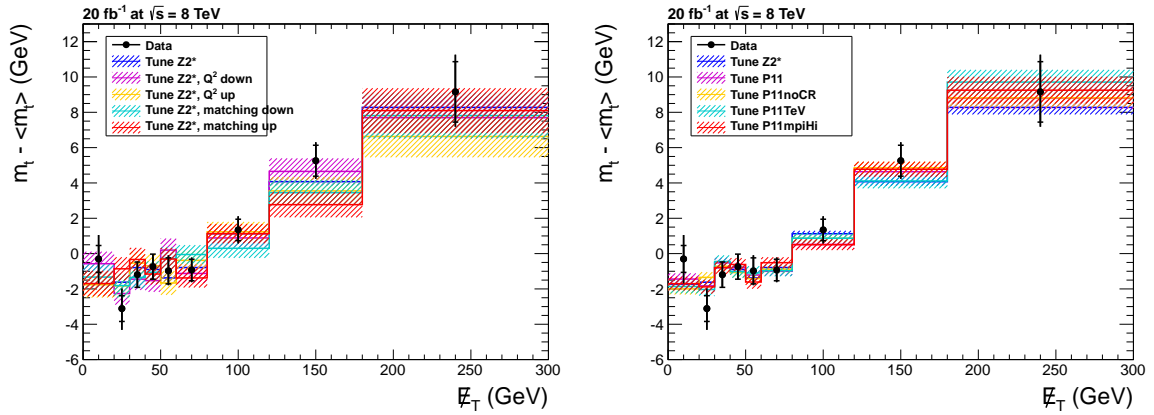 20 fb⁻¹ at √s = 8 TeV
m_t - <m_t> (GeV)
12
10
8
6
4
2
0
-2
-4
-6
Data
Tune Z2*
Tune Z2*, Q² down
Tune Z2*, Q² up
Tune Z2*, matching down
Tune Z2*, matching up
0 50 100 150 200 250 300
E̸_T (GeV)
20 fb⁻¹ at √s = 8 TeV
m_t - <m_t> (GeV)
12
10
8
6
4
2
0
-2
-4
-6
Data
Tune Z2*
Tune P11
Tune P11noCR
Tune P11TeV
Tune P11mpiHi
0 50 100 150 200 250 300
E̸_T (GeV)